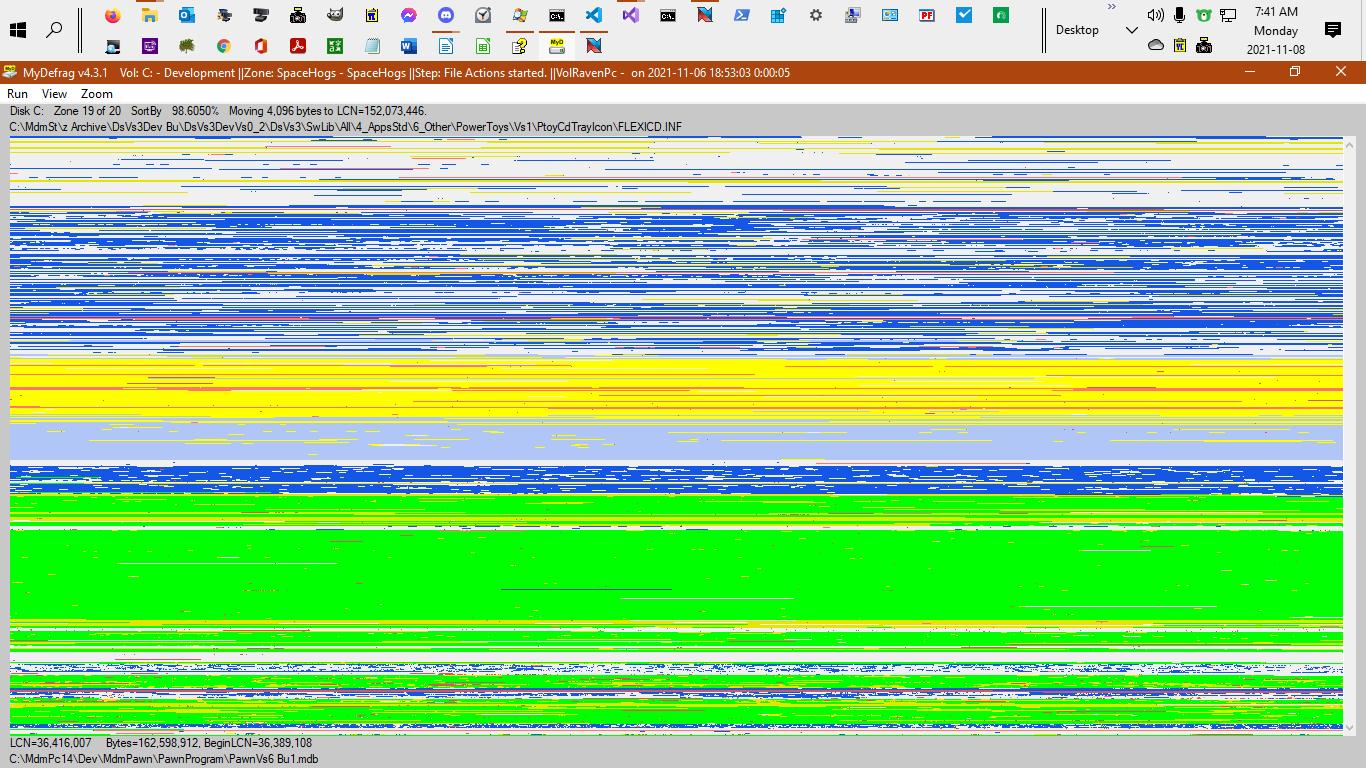 7:41 AM
Desktop
Monday
2021-11-08
MyDefrag v4.3.1 Vol: C: - Development ||Zone: SpaceHogs - SpaceHogs ||Step: File Actions started. ||VolRavenPc - on 2021-11-06 18:53:03 0:00:05
Run View Zoom
Disk C: Zone 19 of 20 SortBy 98.6050% Moving 4,096 bytes to LCN=152,073,446.
C:\MdmSt\z Archive\DsVs3Dev Bu\DsVs3DevVs0_2\DsVs3\SwLib\All\4_AppsStd\6_Other\PowerToys\Vs1\PtoyCdTrayIcon\FLEXICD.INF
LCN=36,416,007 Bytes=162,598,912, BeginLCN=36,389,108
C:\MdmPc14\Dev\MdmPawn\PawnProgram\PawnVs6 Bu1.mdb